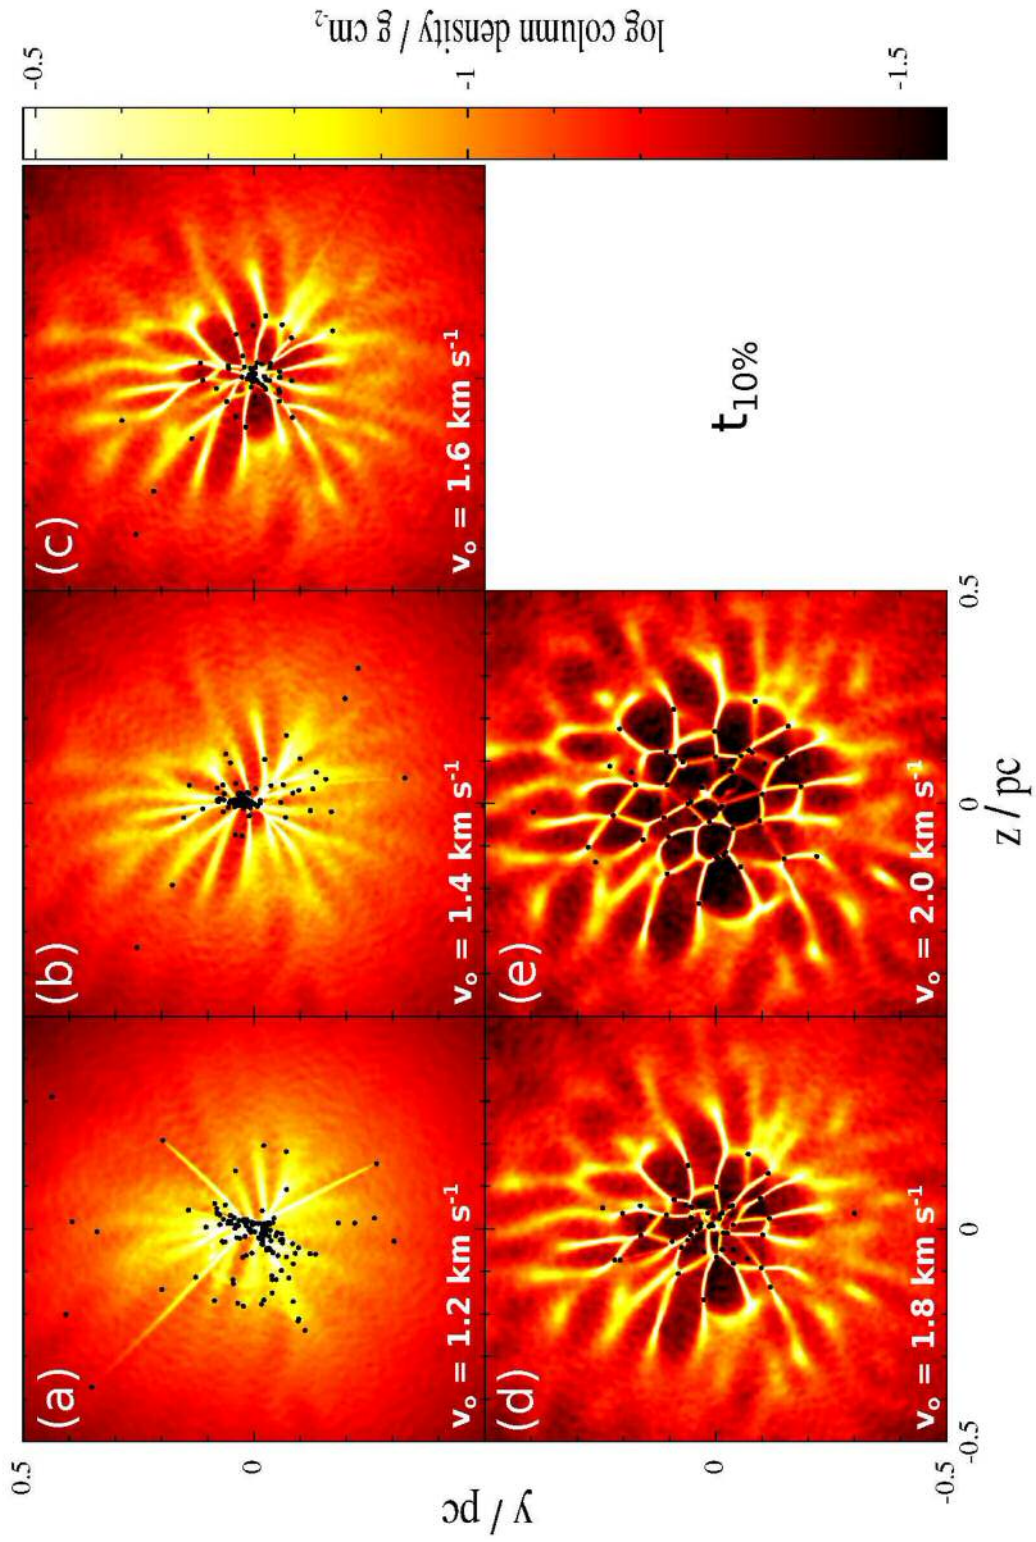 (a)
(b)
(c)
v₀ = 1.2 km s⁻¹
v₀ = 1.4 km s⁻¹
v₀ = 1.6 km s⁻¹
(d)
(e)
v₀ = 1.8 km s⁻¹
v₀ = 2.0 km s⁻¹
t10%
0.5
0
0
-0.5
y / pc
-0.5
0
0
0.5
z / pc
-0.5
-1
-1.5
log column density / g cm-2